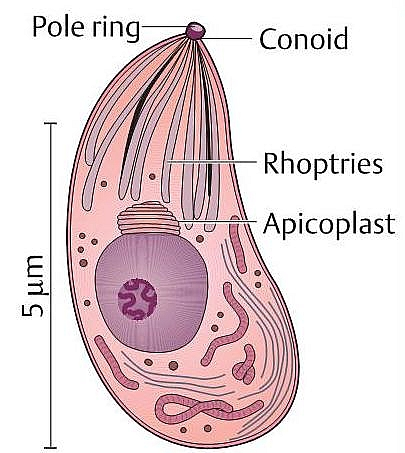 Pole ring
Conoid
Rhoptries
Apicoplast
5 μm